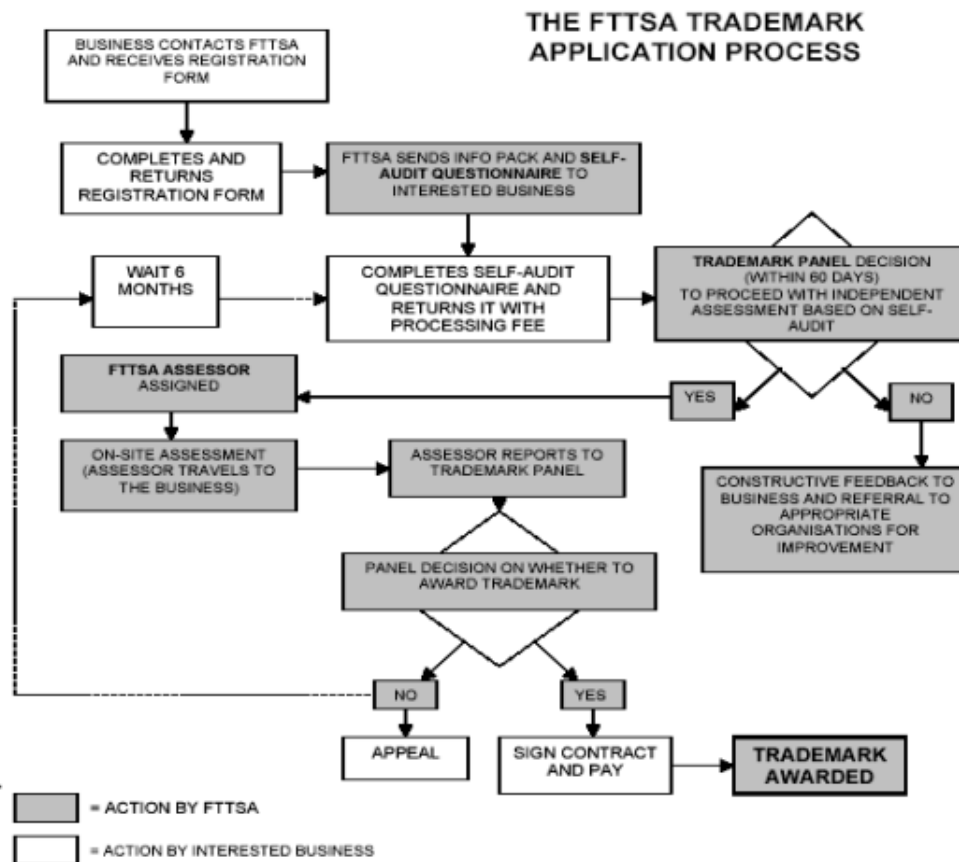 THE FTTSA TRADEMARK
APPLICATION PROCESS
BUSINESS CONTACTS FTTSA
AND RECEIVES REGISTRATION
FORM
COMPLETES AND
RETURNS
REGISTRATION FORM
FTTSA SENDS INFO PACK AND SELF-
AUDIT QUESTIONNAIRE TO
INTERESTED BUSINESS
WAIT 6
MONTHS
COMPLETES SELF-AUDIT
QUESTIONNAIRE AND
RETURNS IT WITH
PROCESSING FEE
TRADEMARK PANEL DECISION
(WITHIN 60 DAYS)
TO PROCEED WITH INDEPENDENT
ASSESSMENT BASED ON SELF-
AUDIT
FTTSA ASSESSOR
ASSIGNED
YES
NO
ON-SITE ASSESSMENT
(ASSESSOR TRAVELS TO
THE BUSINESS)
ASSESSOR REPORTS TO
TRADEMARK PANEL
CONSTRUCTIVE FEEDBACK TO
BUSINESS AND REFERRAL TO
APPROPRIATE
ORGANISATIONS FOR
IMPROVEMENT
PANEL DECISION ON WHETHER TO
AWARD TRADEMARK
NO
YES
APPEAL
SIGN CONTRACT
AND PAY
TRADEMARK
AWARDED
= ACTION BY FTTSA
= ACTION BY INTERESTED BUSINESS